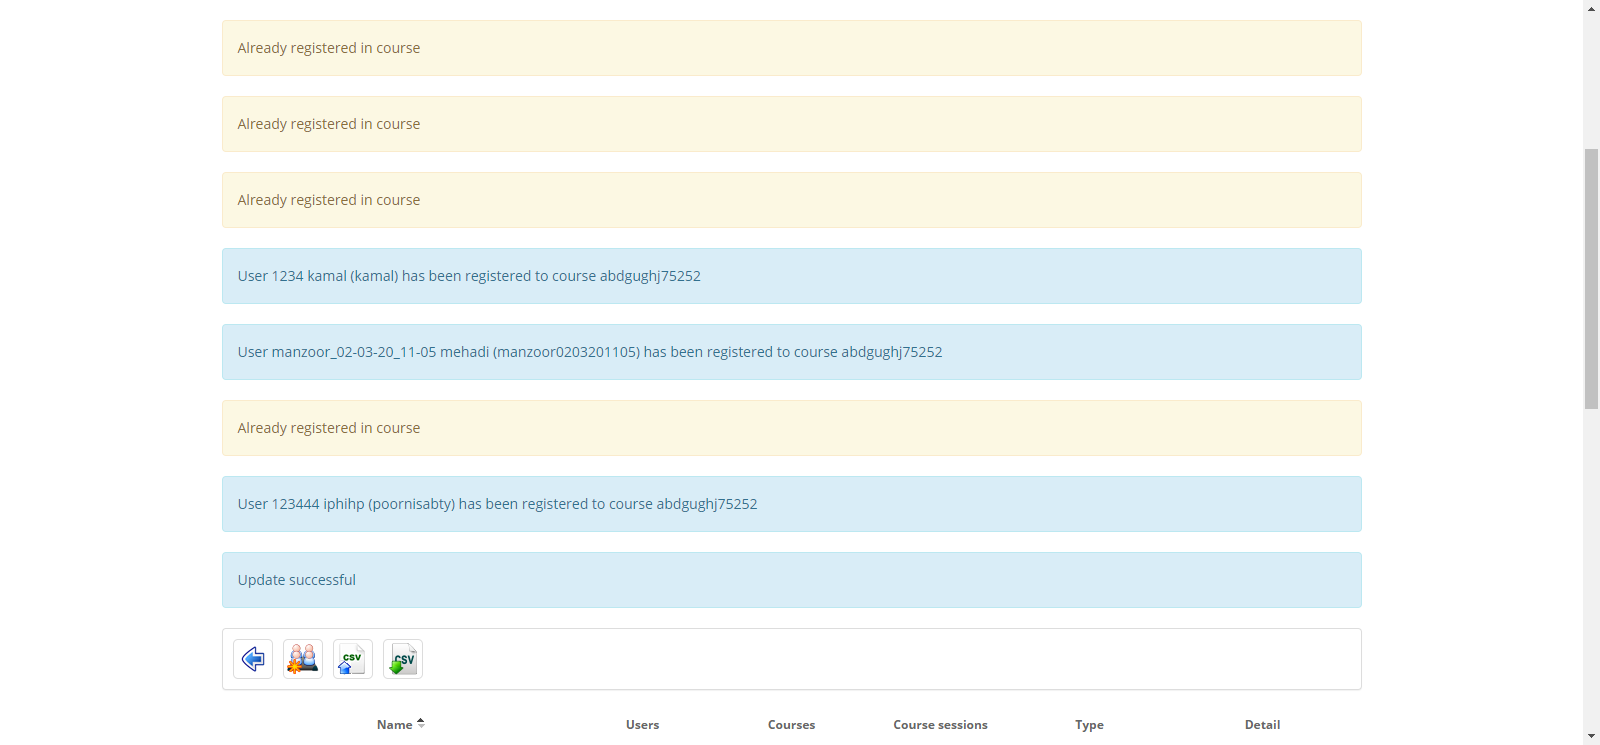 Already registered in course
Already registered in course
Already registered in course
User 1234 kamal (kamal) has been registered to course abdgughj75252
User manzoor_02-03-20_11-05 mehadi (manzoor0203201105) has been registered to course abdgughj75252
Already registered in course
User 123444 iphihp (poornisabty) has been registered to course abdgughj75252
Update successful
CSV CSV
Name Users Courses Course sessions Type Detail